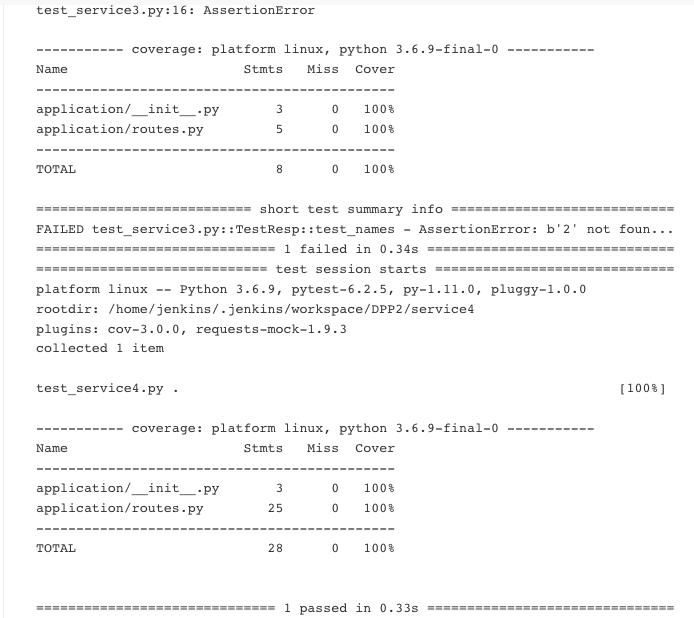 test_service3.py:16: AssertionError
----------- coverage: platform linux, python 3.6.9-final-0 -----------
Name                      Stmts   Miss  Cover
---------------------------------------------
application/__init__.py       3      0   100%
application/routes.py         5      0   100%
---------------------------------------------
TOTAL                         8      0   100%
=========================== short test summary info ============================
FAILED test_service3.py::TestResp::test_names - AssertionError: b'2' not foun...
============================== 1 failed in 0.34s ===============================
============================= test session starts ==============================
platform linux -- Python 3.6.9, pytest-6.2.5, py-1.11.0, pluggy-1.0.0
rootdir: /home/jenkins/.jenkins/workspace/DPP2/service4
plugins: cov-3.0.0, requests-mock-1.9.3
collected 1 item
test_service4.py .                                                       [100%]
----------- coverage: platform linux, python 3.6.9-final-0 -----------
Name                      Stmts   Miss  Cover
---------------------------------------------
application/__init__.py       3      0   100%
application/routes.py        25      0   100%
---------------------------------------------
TOTAL                        28      0   100%
============================== 1 passed in 0.33s ===============================